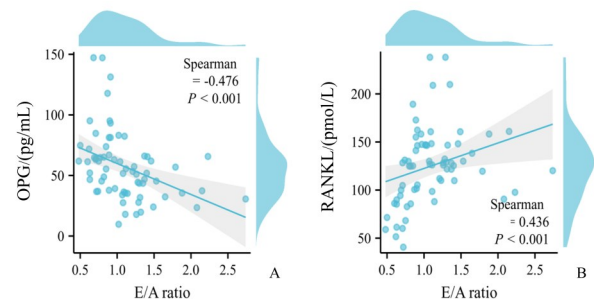 150
100
50
0
OPG/(pg/mL)
Spearman
= -0.476
P < 0.001
0.5 1.0 1.5 2.0 2.5
E/A ratio
A
200
150
100
50
RANKL/(pmol/L)
Spearman
= 0.436
P < 0.001
0.5 1.0 1.5 2.0 2.5
E/A ratio
B